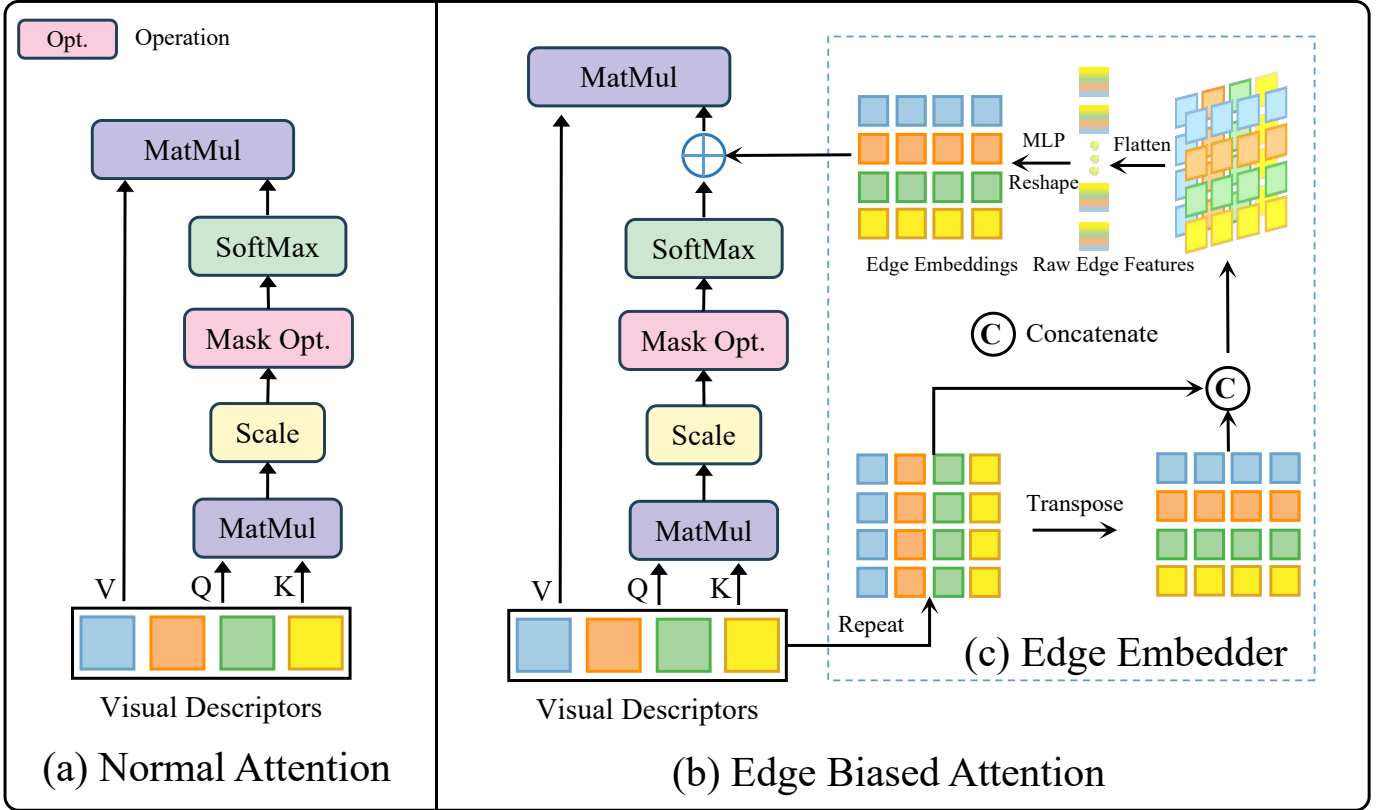 Opt.
Operation
MatMul
SoftMax
Mask Opt.
Scale
MatMul
V
Q
K
Visual Descriptors
(a) Normal Attention
MatMul
SoftMax
Mask Opt.
Scale
MatMul
V
Q
K
Visual Descriptors
(b) Edge Biased Attention
MLP
Reshape
Flatten
Edge Embeddings
Raw Edge Features
C
Concatenate
C
Transpose
Repeat
(c) Edge Embedder